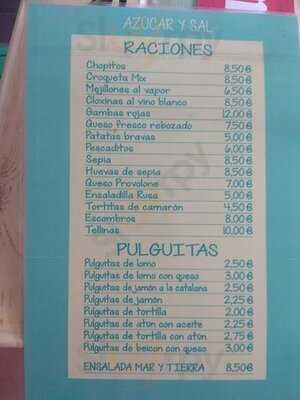 AZÚCAR Y SAL
RACIONES
Chopitos 8,50€
Croqueta Mix 8,50€
Mejillones al vapor 6,50€
Cloxinas al vino blanco 8,50€
Gambas rojas 12,00€
Queso fresco rebozado 7,50€
Patatas bravas 5,00€
Pescaditos 6,00€
Sepia 8,50€
Huevas de sepia 8,50€
Queso Provolone 7,00€
Ensaladilla Rusa 5,00€
Tortitas de camarón 4,50€
Escombros 8,00€
Tellinas 10,00€
PULGUITAS
Pulguitas de lomo 2,50€
Pulguitas de lomo con queso 3,00€
Pulguitas de jamón a la catalana 2,50€
Pulguitas de jamón 2,25€
Pulguitas de tortilla 2,00€
Pulguitas de atún con aceite 2,25€
Pulguitas de tortilla con atún 2,75€
Pulguitas de beicon con queso 3,00€
ENSALADA MAR Y TIERRA 8,50€